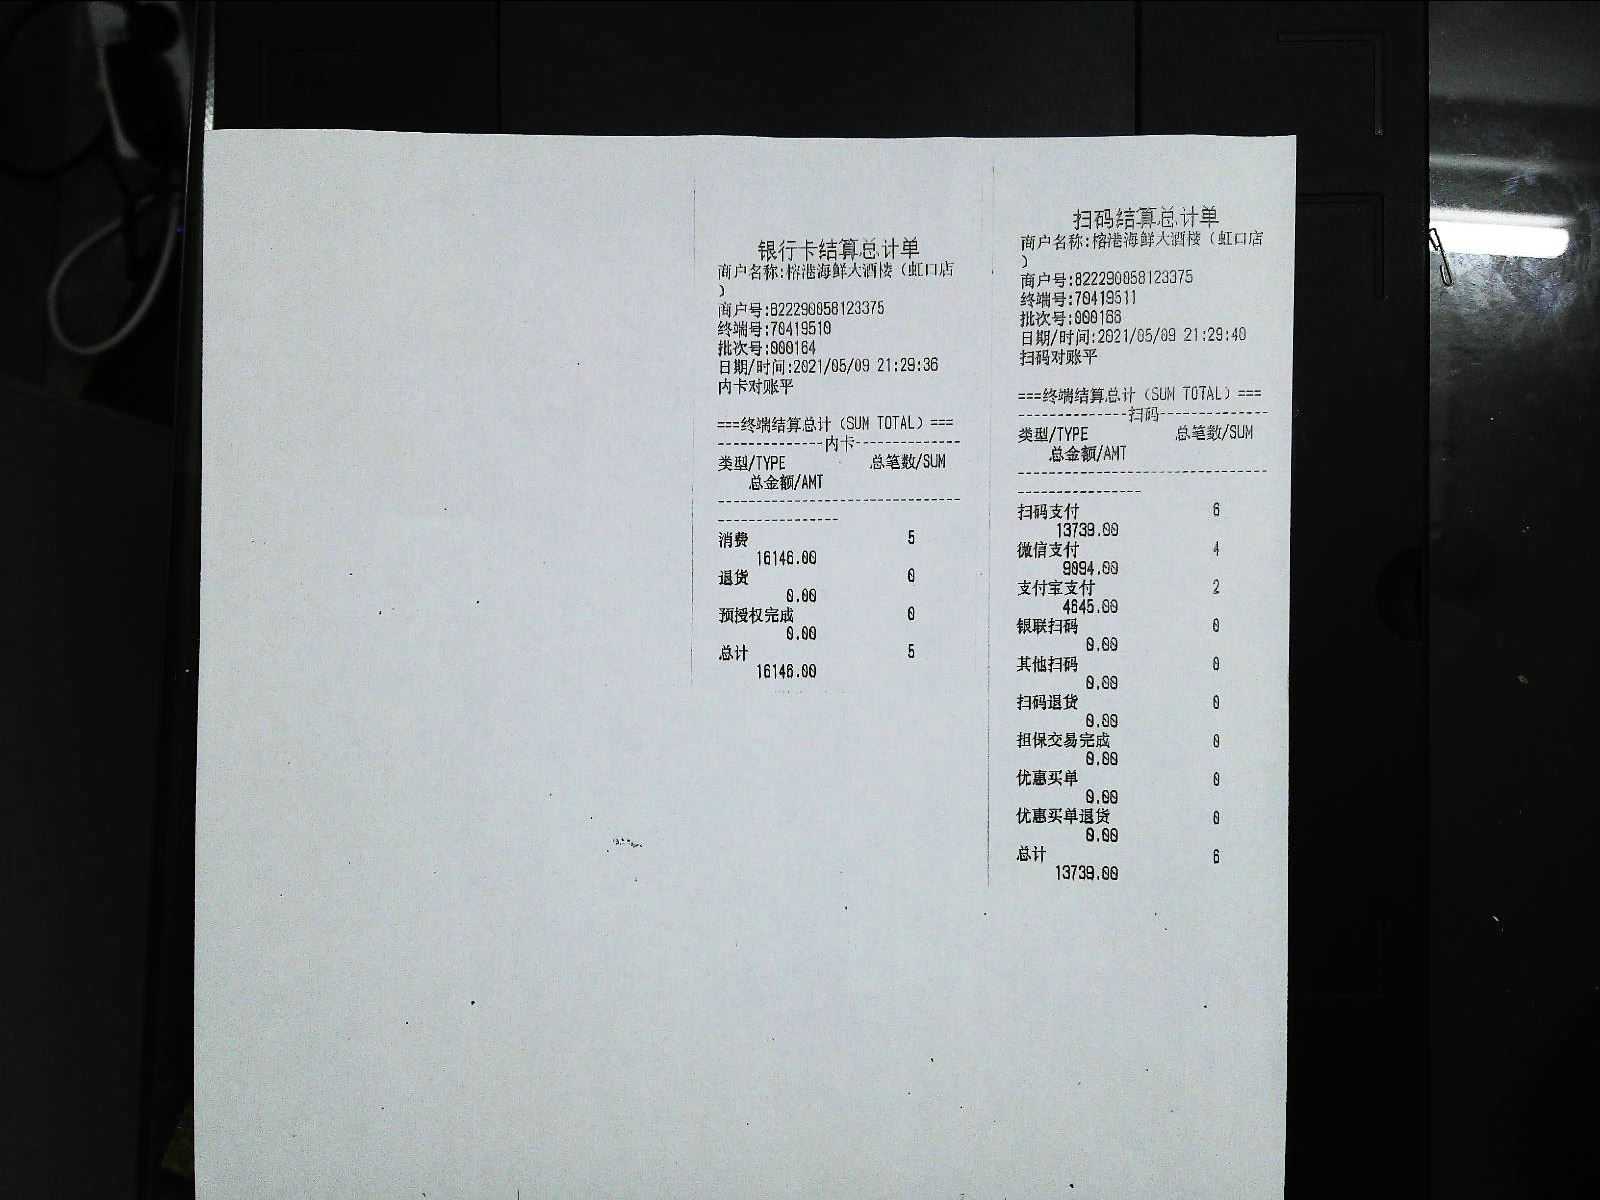 银行卡结算总计单
商户名称:榕港海鲜大酒楼（虹口店
）
商户号:822290058123375
终端号:70419510
批次号:000164
日期/时间:2021/05/09 21:29:36
内卡对账平
===终端结算总计（SUM TOTAL）===
---------------内卡---------------
类型/TYPE 总笔数/SUM
总金额/AMT
消费 5
16146.00
退货 0
0.00
预授权完成 0
0.00
总计 5
16146.00
扫码结算总计单
商户名称:榕港海鲜大酒楼（虹口店
）
商户号:822290058123375
终端号:70419511
批次号:000166
日期/时间:2021/05/09 21:29:40
扫码对账平
===终端结算总计（SUM TOTAL）===
---------------扫码---------------
类型/TYPE 总笔数/SUM
总金额/AMT
扫码支付 6
13739.00
微信支付 4
9094.00
支付宝支付 2
4645.00
银联扫码 0
0.00
其他扫码 0
0.00
扫码退货 0
0.00
担保交易完成 0
0.00
优惠买单 0
0.00
优惠买单退货 0
0.00
总计 6
13739.00